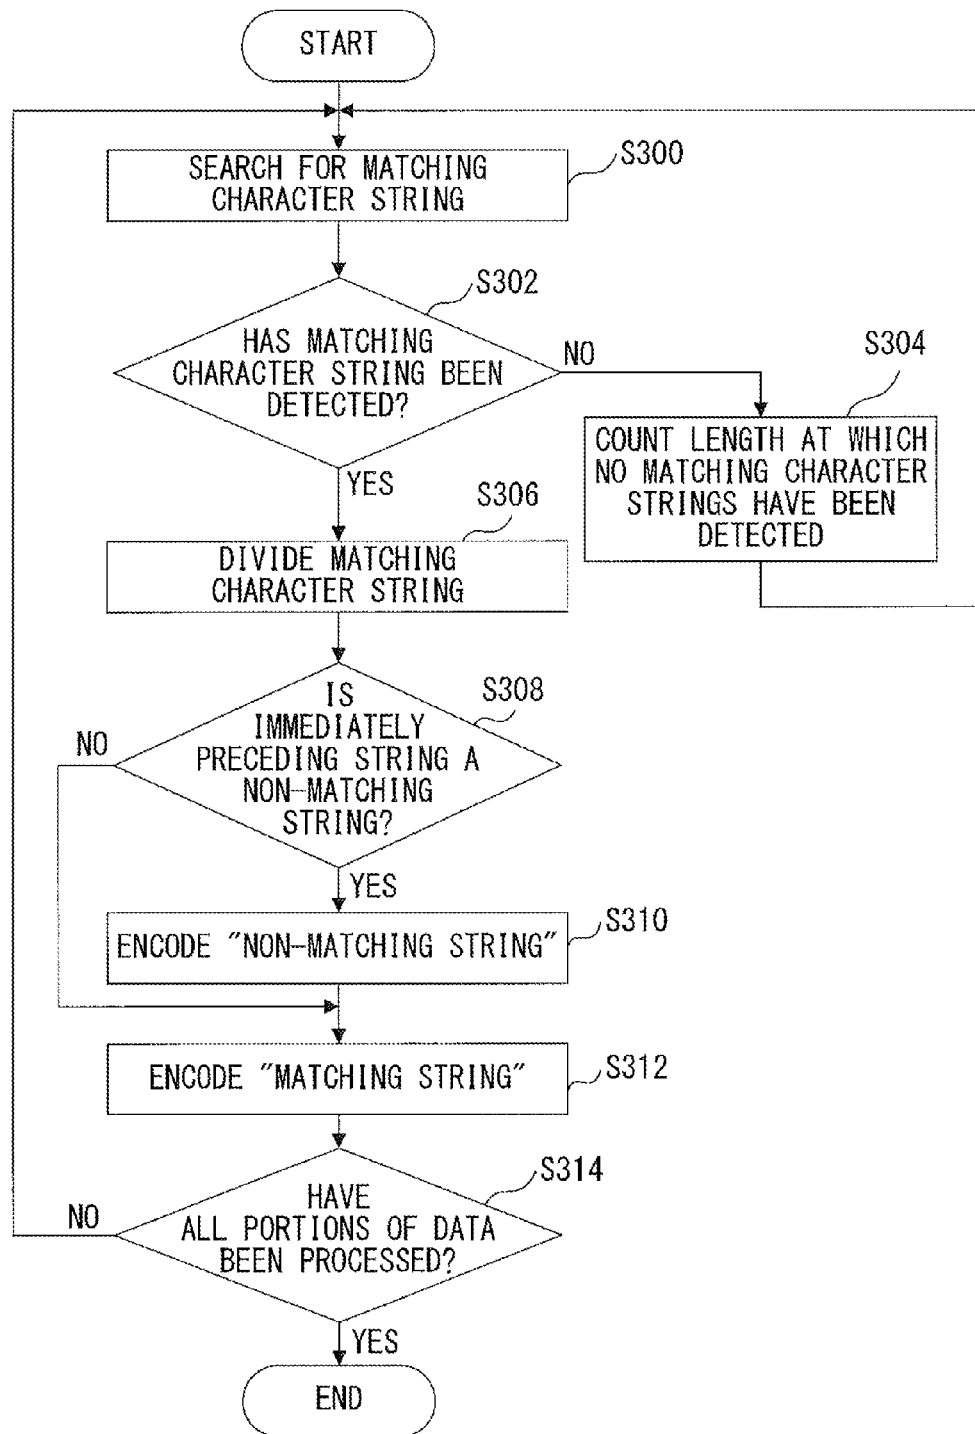 START
SEARCH FOR MATCHING
CHARACTER STRING
S300
S302
HAS MATCHING
CHARACTER STRING BEEN
DETECTED?
NO
YES
S304
COUNT LENGTH AT WHICH
NO MATCHING CHARACTER
STRINGS HAVE BEEN
DETECTED
S306
DIVIDE MATCHING
CHARACTER STRING
S308
IS
IMMEDIATELY
PRECEDING STRING A
NON-MATCHING
STRING?
NO
YES
ENCODE "NON-MATCHING STRING"
S310
ENCODE "MATCHING STRING"
S312
S314
HAVE
ALL PORTIONS OF DATA
BEEN PROCESSED?
NO
YES
END